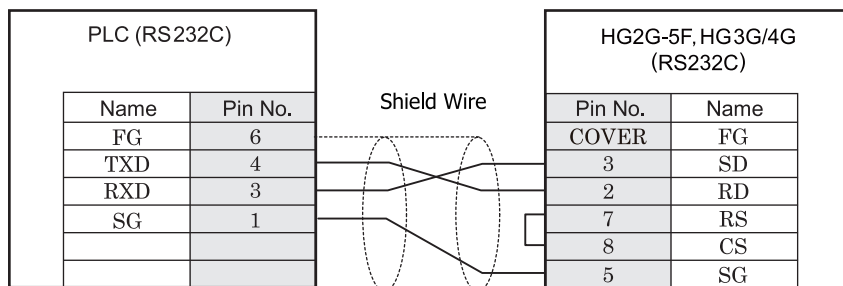 PLC (RS232C)
HG2G-5F, HG3G/4G
(RS232C)
Shield Wire
Name Pin No.
FG 6
TXD 4
RXD 3
SG 1
Pin No. Name
COVER FG
3 SD
2 RD
7 RS
8 CS
5 SG